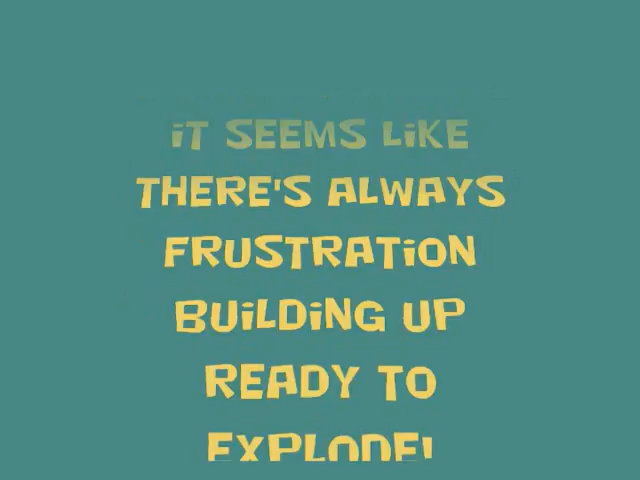 IT SEEMS LIKE
THERE'S ALWAYS
FRUSTRATION
BUILDING UP
READY TO
EXPLODE!